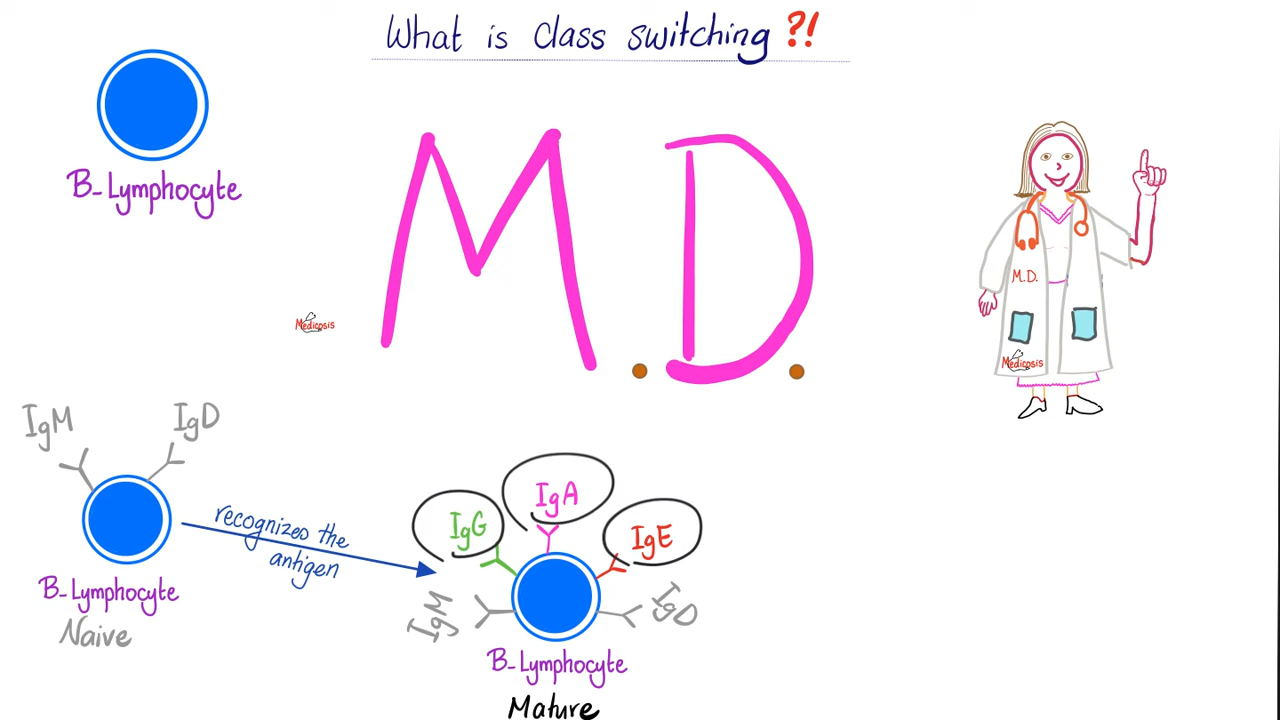 What is class switching ?!
B-Lymphocyte
M.D.
M.D.
Medicosis
Medicosis
IgM
IgD
recognizes the
antigen
B-Lymphocyte
Naive
IgG
IgA
IgE
IgM
IgD
B-Lymphocyte
Mature